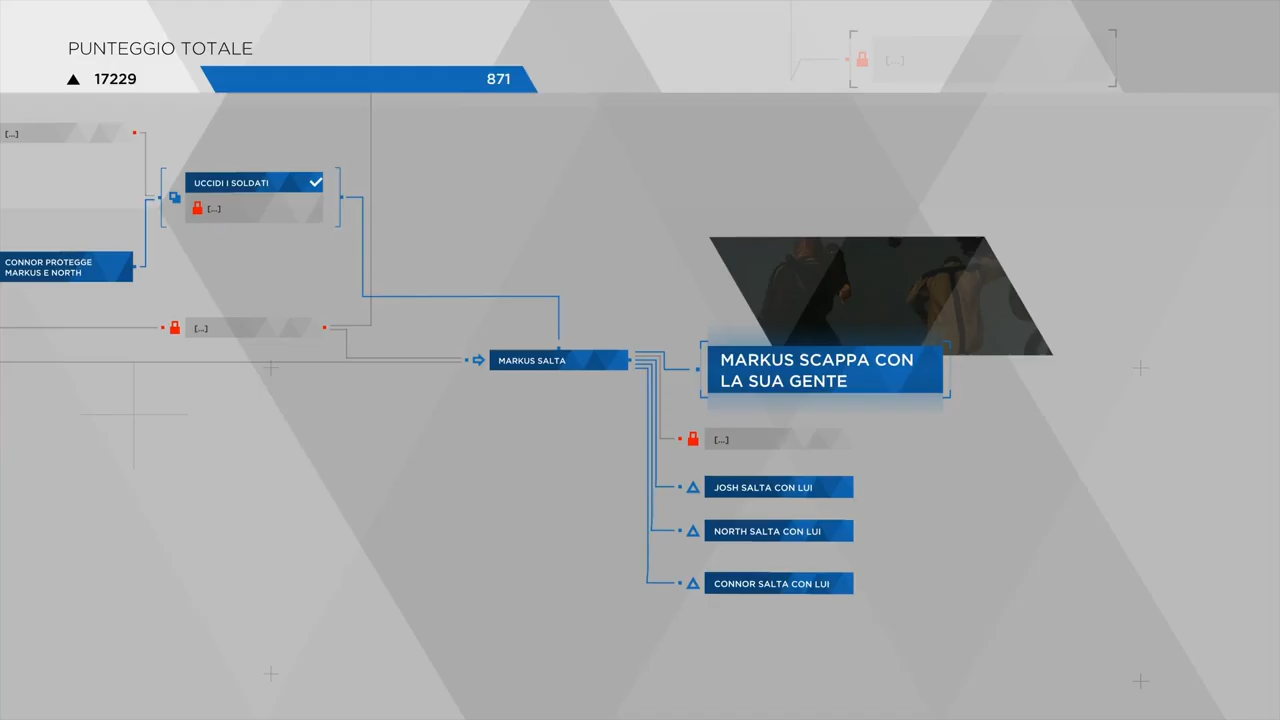 PUNTEGGIO TOTALE
17229
871
[...]
[...]
UCCIDI I SOLDATI
[...]
CONNOR PROTEGGE
MARKUS E NORTH
[...]
MARKUS SALTA
MARKUS SCAPPA CON
LA SUA GENTE
[...]
JOSH SALTA CON LUI
NORTH SALTA CON LUI
CONNOR SALTA CON LUI